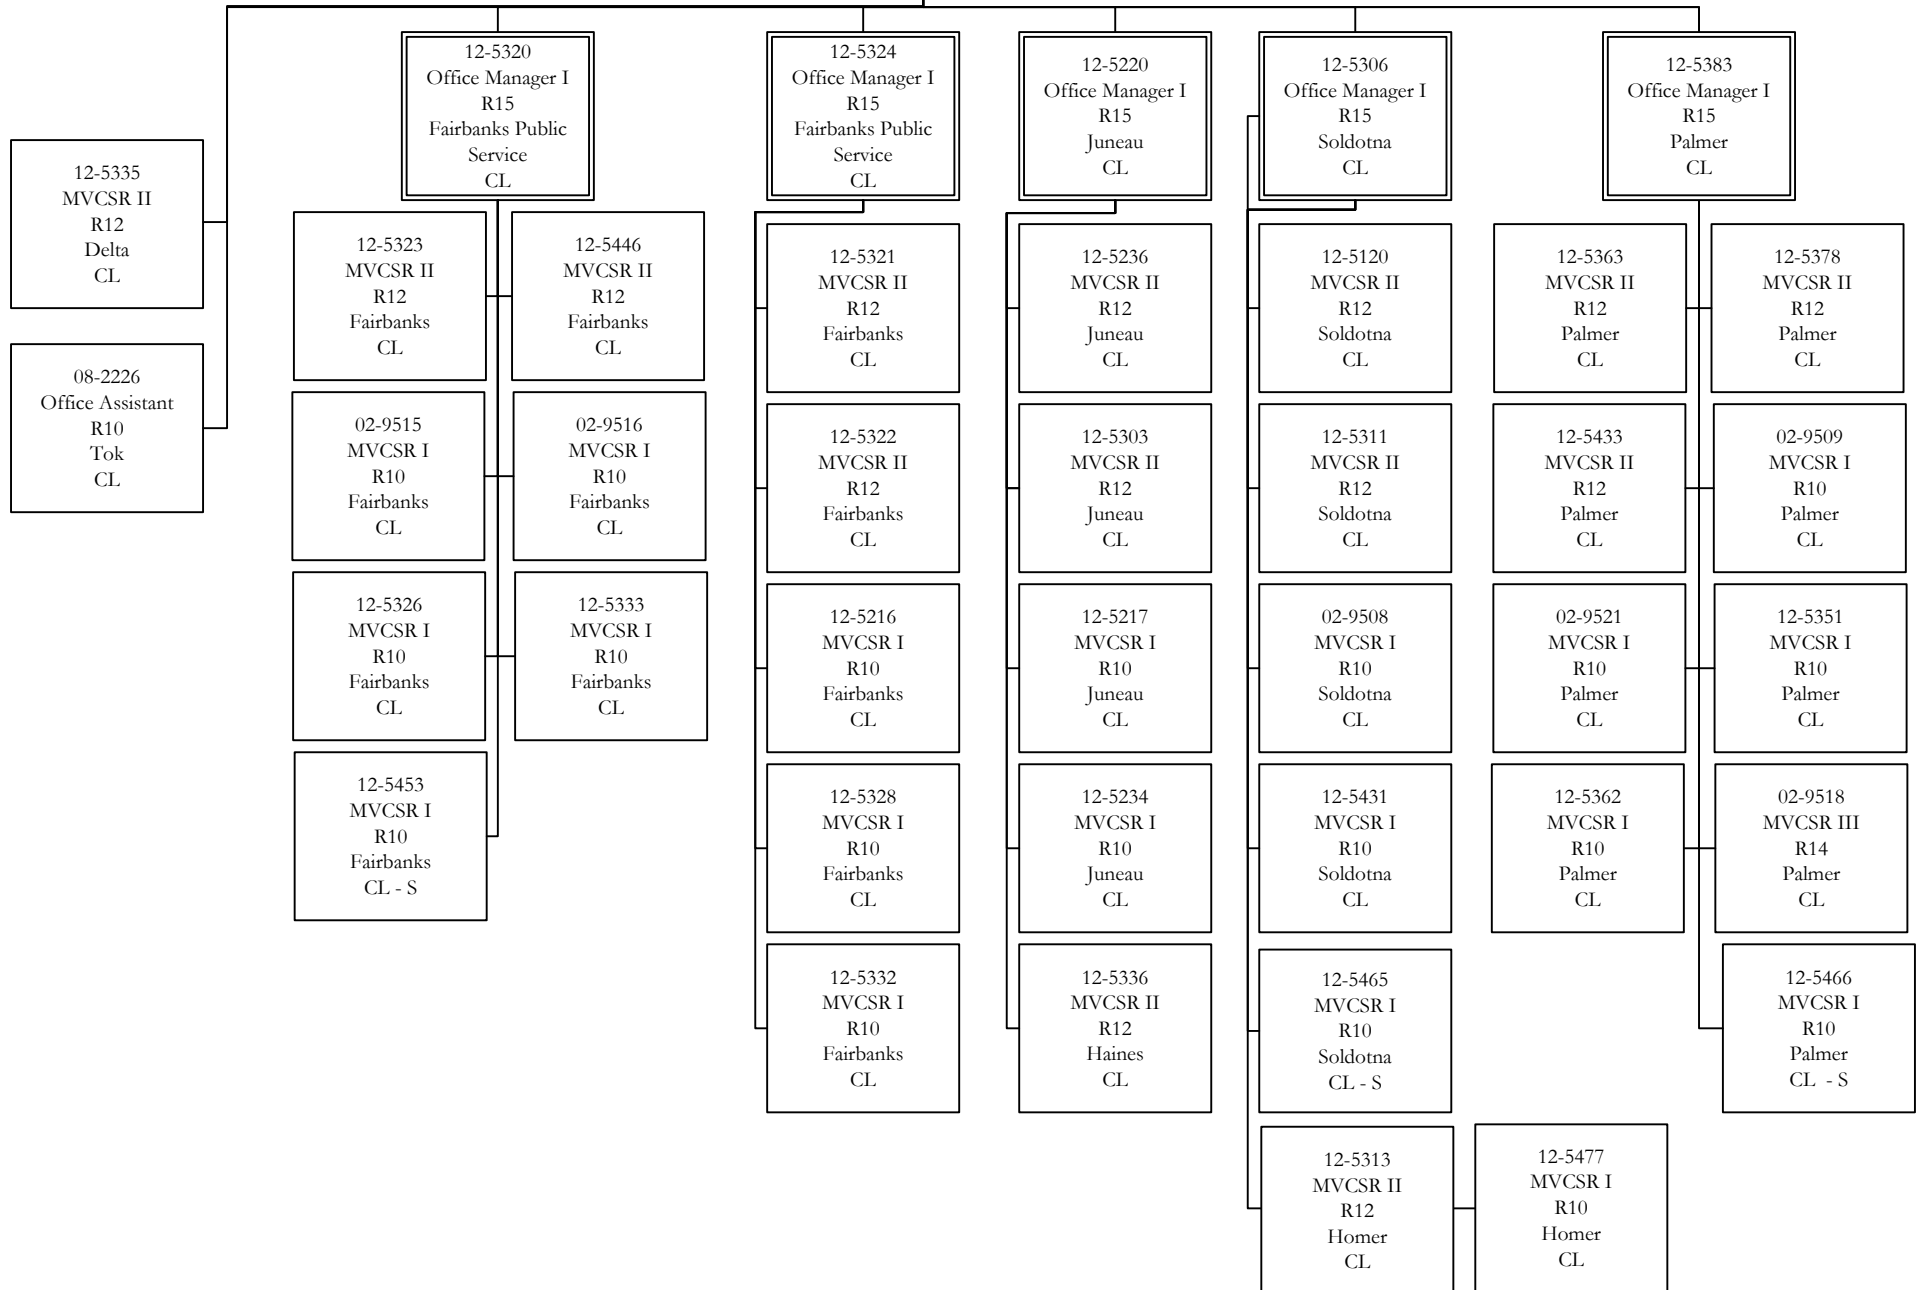 12-5335
MVCSR II
R12
Delta
CL
08-2226
Office Assistant
R10
Tok
CL
12-5320
Office Manager I
R15
Fairbanks Public
Service
CL
12-5323
MVCSR II
R12
Fairbanks
CL
12-5446
MVCSR II
R12
Fairbanks
CL
02-9515
MVCSR I
R10
Fairbanks
CL
02-9516
MVCSR I
R10
Fairbanks
CL
12-5326
MVCSR I
R10
Fairbanks
CL
12-5333
MVCSR I
R10
Fairbanks
CL
12-5453
MVCSR I
R10
Fairbanks
CL - S
12-5324
Office Manager I
R15
Fairbanks Public
Service
CL
12-5321
MVCSR II
R12
Fairbanks
CL
12-5322
MVCSR II
R12
Fairbanks
CL
12-5216
MVCSR I
R10
Fairbanks
CL
12-5328
MVCSR I
R10
Fairbanks
CL
12-5332
MVCSR I
R10
Fairbanks
CL
12-5220
Office Manager I
R15
Juneau
CL
12-5236
MVCSR II
R12
Juneau
CL
12-5303
MVCSR II
R12
Juneau
CL
12-5217
MVCSR I
R10
Juneau
CL
12-5234
MVCSR I
R10
Juneau
CL
12-5336
MVCSR II
R12
Haines
CL
12-5306
Office Manager I
R15
Soldotna
CL
12-5120
MVCSR II
R12
Soldotna
CL
12-5311
MVCSR II
R12
Soldotna
CL
02-9508
MVCSR I
R10
Soldotna
CL
12-5431
MVCSR I
R10
Soldotna
CL
12-5465
MVCSR I
R10
Soldotna
CL - S
12-5313
MVCSR II
R12
Homer
CL
12-5477
MVCSR I
R10
Homer
CL
12-5383
Office Manager I
R15
Palmer
CL
12-5363
MVCSR II
R12
Palmer
CL
12-5378
MVCSR II
R12
Palmer
CL
12-5433
MVCSR II
R12
Palmer
CL
02-9509
MVCSR I
R10
Palmer
CL
02-9521
MVCSR I
R10
Palmer
CL
12-5351
MVCSR I
R10
Palmer
CL
12-5362
MVCSR I
R10
Palmer
CL
02-9518
MVCSR III
R14
Palmer
CL
12-5466
MVCSR I
R10
Palmer
CL - S